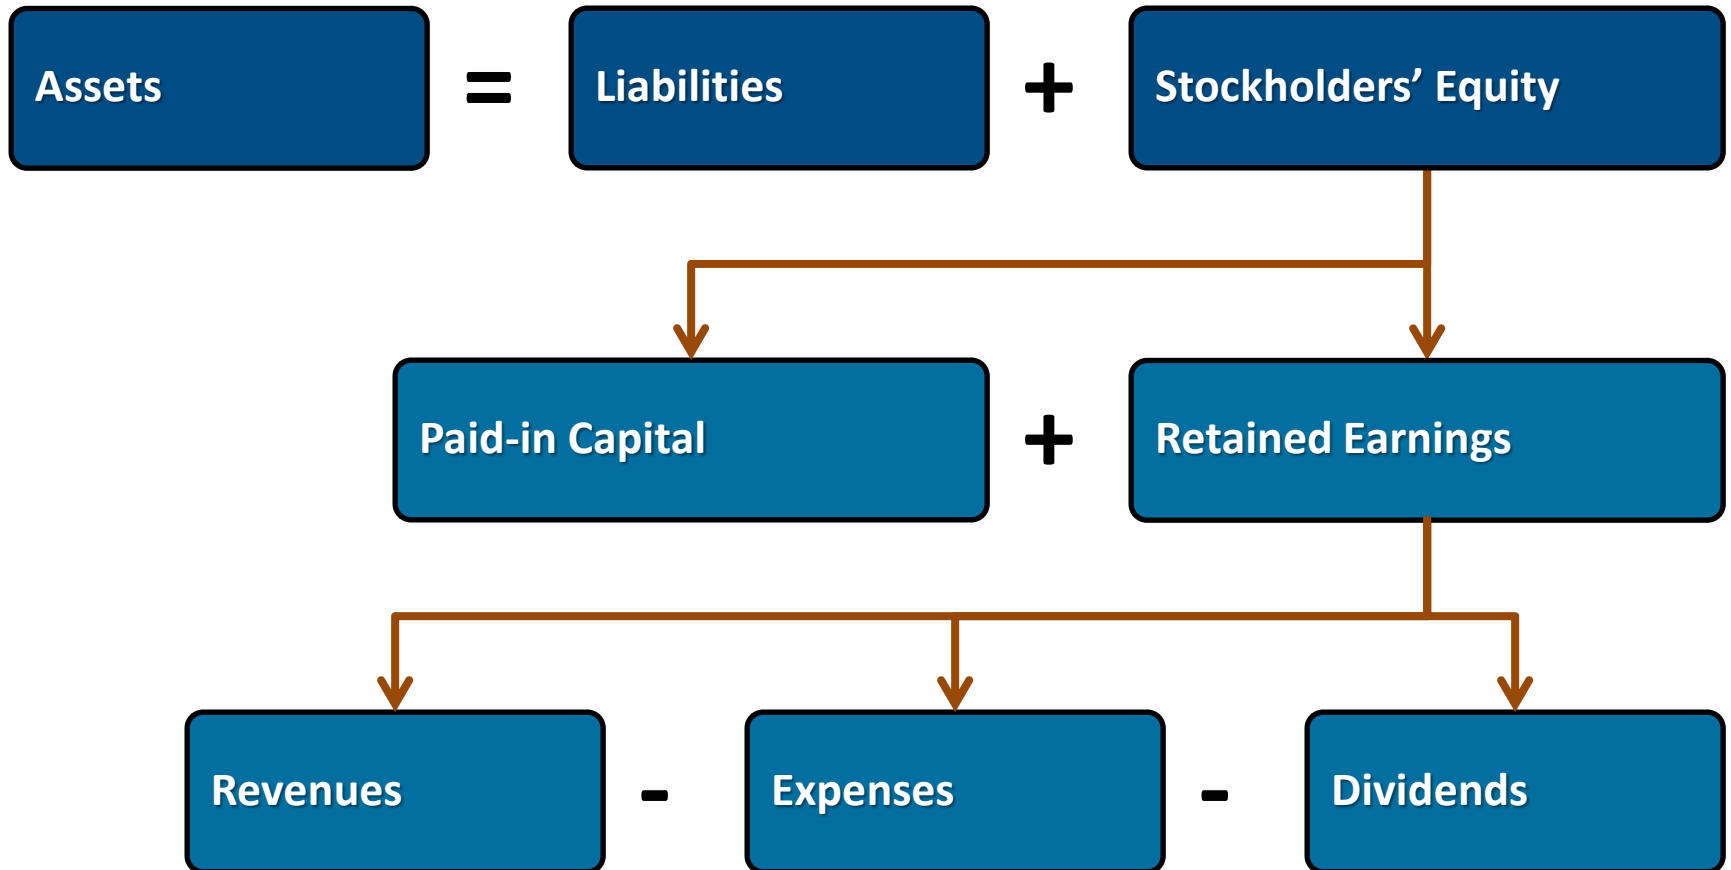 Assets = Liabilities + Stockholders’ Equity
Paid-in Capital + Retained Earnings
Revenues - Expenses - Dividends